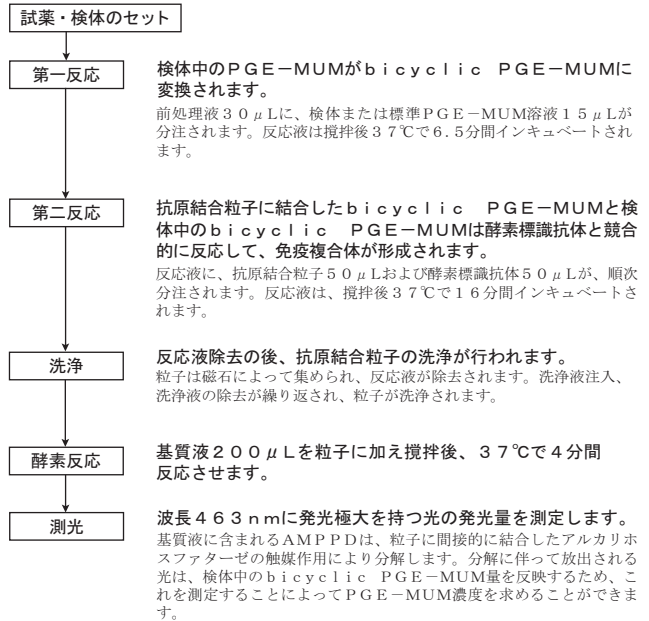 試薬・検体のセット
第一反応
検体中のＰＧＥ－ＭＵＭがｂｉｃｙｃｌｉｃ　ＰＧＥ－ＭＵＭに
変換されます。
前処理液３０μＬに、検体または標準ＰＧＥ－ＭＵＭ溶液１５μＬが
分注されます。反応液は撹拌後３７℃で６.５分間インキュベートされ
ます。
第二反応
抗原結合粒子に結合したｂｉｃｙｃｌｉｃ　ＰＧＥ－ＭＵＭと検
体中のｂｉｃｙｃｌｉｃ　ＰＧＥ－ＭＵＭは酵素標識抗体と競合
的に反応して、免疫複合体が形成されます。
反応液に、抗原結合粒子５０μＬおよび酵素標識抗体５０μＬが、順次
分注されます。反応液は、撹拌後３７℃で１６分間インキュベートさ
れます。
洗浄
反応液除去の後、抗原結合粒子の洗浄が行われます。
粒子は磁石によって集められ、反応液が除去されます。洗浄液注入、
洗浄液の除去が繰り返され、粒子が洗浄されます。
酵素反応
基質液２００μＬを粒子に加え撹拌後、３７℃で４分間
反応させます。
測光
波長４６３ｎｍに発光極大を持つ光の発光量を測定します。
基質液に含まれるＡＭＰＰＤは、粒子に間接的に結合したアルカリホ
スファターゼの触媒作用により分解します。分解に伴って放出される
光は、検体中のｂｉｃｙｃｌｉｃ　ＰＧＥ－ＭＵＭ量を反映するため、こ
れを測定することによってＰＧＥ－ＭＵＭ濃度を求めることができま
す。